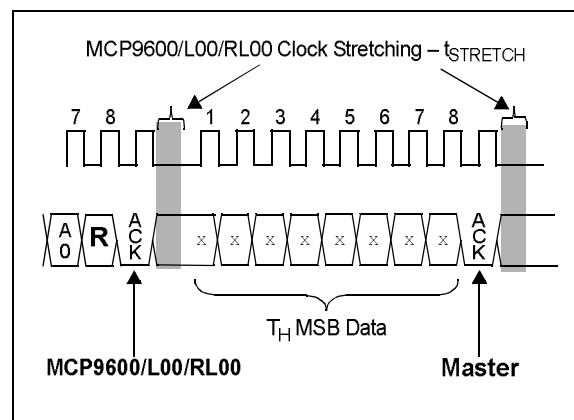 MCP9600/L00/RL00 Clock Stretching – tSTRETCH
7 8 1 2 3 4 5 6 7 8
A0 R ACK x x x x x x x x ACK
TH MSB Data
MCP9600/L00/RL00 Master